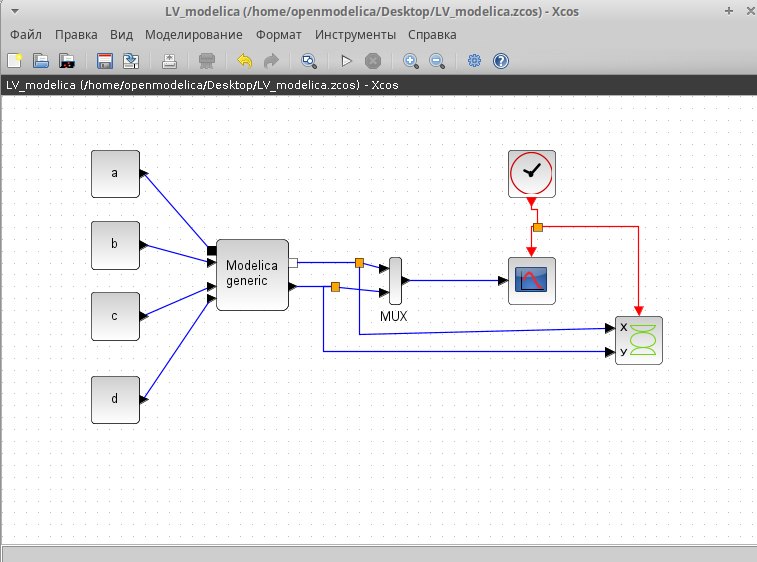 LV_modelica (/home/openmodelica/Desktop/LV_modelica.zcos) - Xcos
Файл Правка Вид Моделирование Формат Инструменты Справка
LV_modelica (/home/openmodelica/Desktop/LV_modelica.zcos) - Xcos
a
b
Modelica
generic
c
MUX
X
У
d